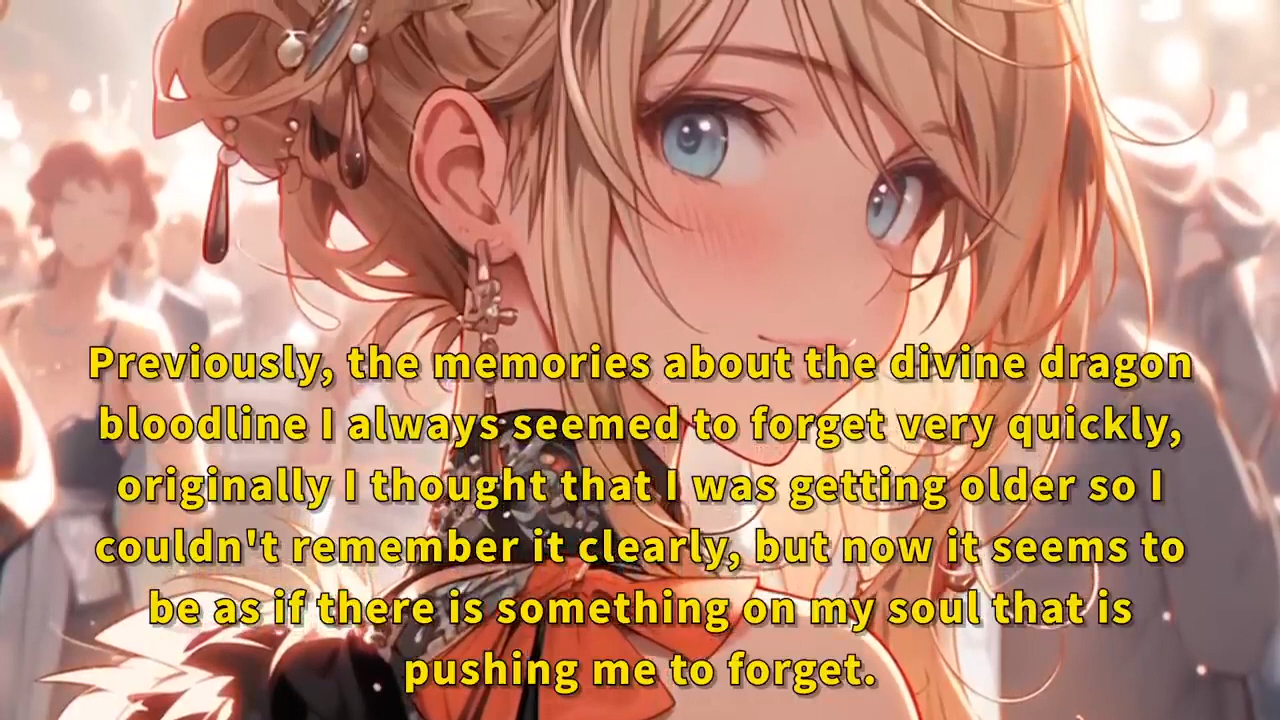 Previously, the memories about the divine dragon
bloodline I always seemed to forget very quickly,
originally I thought that I was getting older so I
couldn't remember it clearly, but now it seems to
be as if there is something on my soul that is
pushing me to forget.